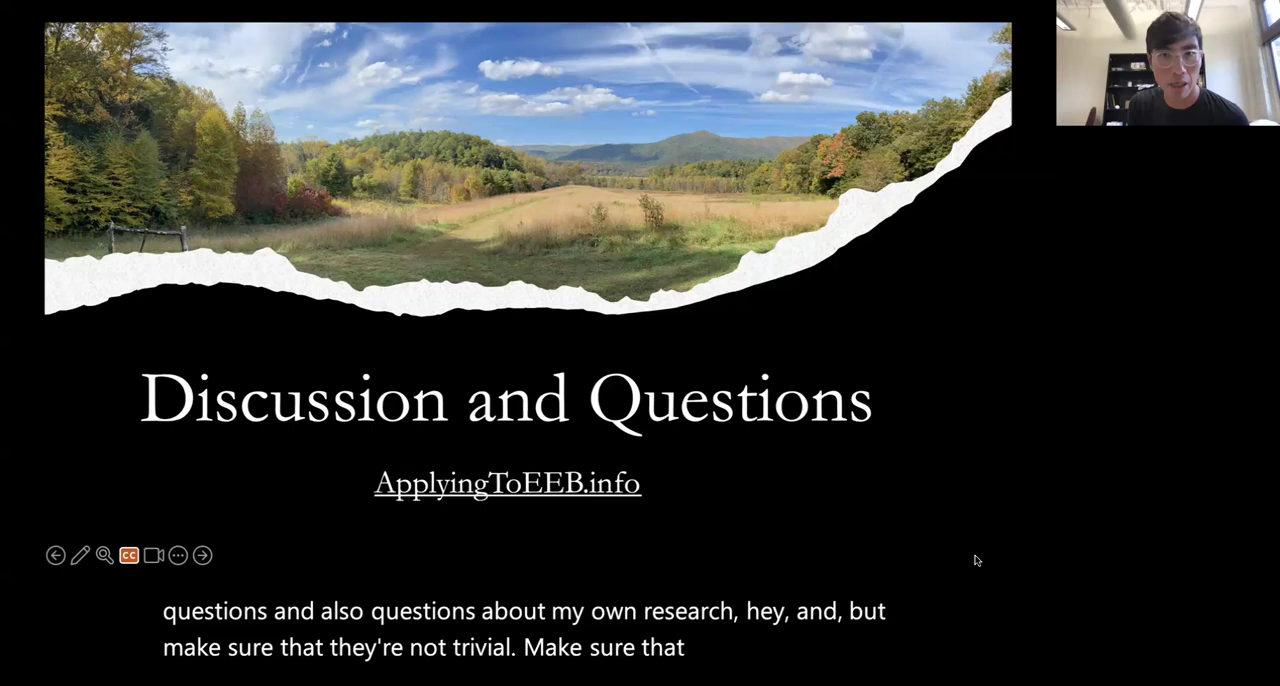 Discussion and Questions
ApplyingToEEB.info
CC
questions and also questions about my own research, hey, and, but
make sure that they're not trivial. Make sure that